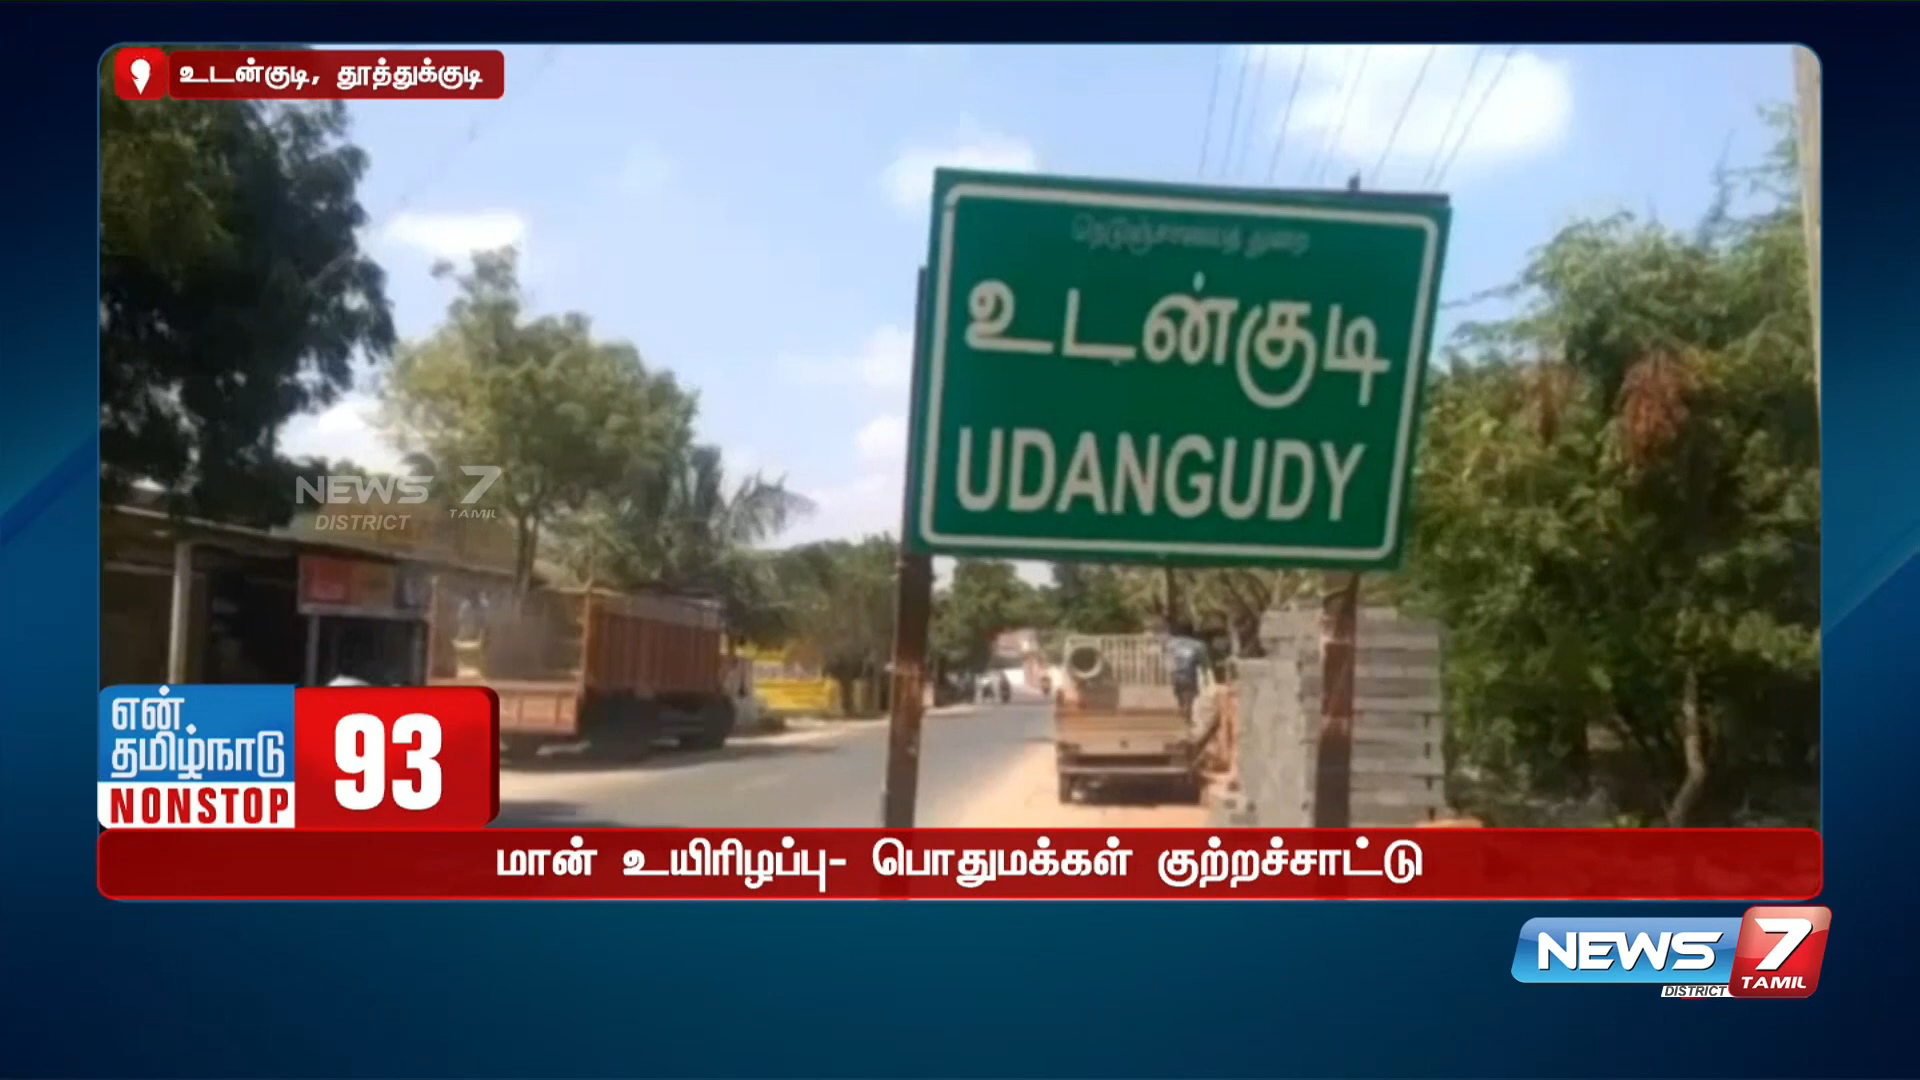 உடன்குடி, தூத்துக்குடி
நெடுஞ்சாலைத் துறை
உடன்குடி
UDANGUDY
NEWS 7
DISTRICT TAMIL
என்
தமிழ்நாடு
NONSTOP
93
மான் உயிரிழப்பு- பொதுமக்கள் குற்றச்சாட்டு
NEWS 7
DISTRICT TAMIL